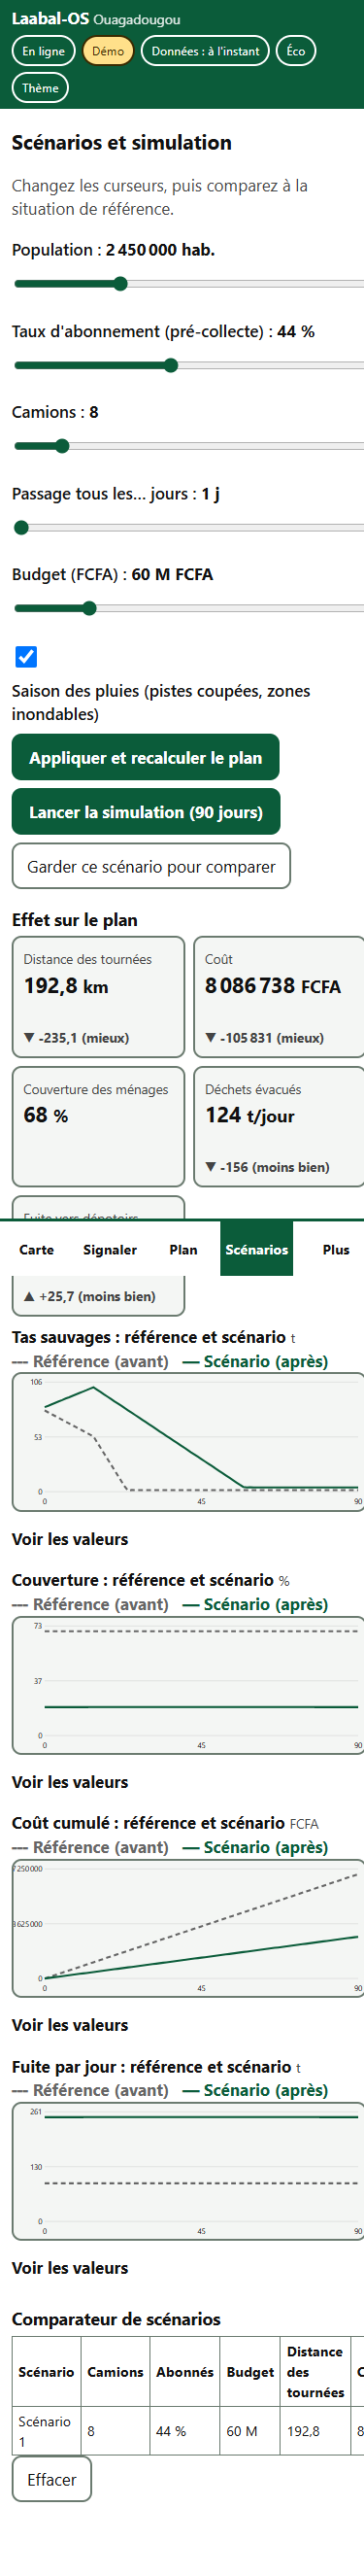 Laabal-OS Ouagadougou
En ligne
Démo
Données : à l'instant
Éco
Thème
Scénarios et simulation
Changez les curseurs, puis comparez à la
situation de référence.
Population : 2 450 000 hab.
Taux d'abonnement (pré-collecte) : 44 %
Camions : 8
Passage tous les... jours : 1 j
Budget (FCFA) : 60 M FCFA
Saison des pluies (pistes coupées, zones
inondables)
Appliquer et recalculer le plan
Lancer la simulation (90 jours)
Garder ce scénario pour comparer
Effet sur le plan
Distance des tournées
192,8 km
▼ -235,1 (mieux)
Coût
8 086 738 FCFA
▼ -105 831 (mieux)
Couverture des ménages
68 %
Déchets évacués
124 t/jour
▼ -156 (moins bien)
Fuite vers dépotoirs
Carte
Signaler
Plan
Scénarios
Plus
▲ +25,7 (moins bien)
Tas sauvages : référence et scénario t
--- Référence (avant) — Scénario (après)
106
53
0
0 45 90
Voir les valeurs
Couverture : référence et scénario %
--- Référence (avant) — Scénario (après)
73
37
0
0 45 90
Voir les valeurs
Coût cumulé : référence et scénario FCFA
--- Référence (avant) — Scénario (après)
7 250 000
3 625 000
0
0 45 90
Voir les valeurs
Fuite par jour : référence et scénario t
--- Référence (avant) — Scénario (après)
261
130
0
0 45 90
Voir les valeurs
Comparateur de scénarios
Scénario
Camions
Abonnés
Budget
Distance
des
tournées
C
Scénario
1
8
44 %
60 M
192,8
8
Effacer